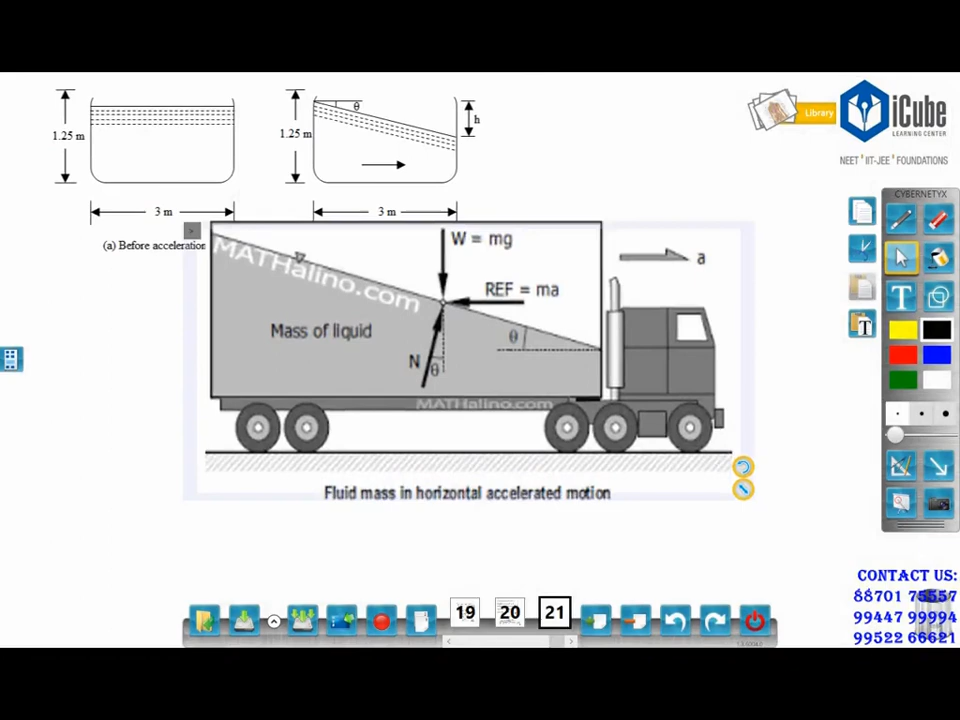 1.25 m
θ
1.25 m
h
3 m
3 m
(a) Before acceleration
Library
iCube
LEARNING CENTER
NEET ' IIT-JEE ' FOUNDATIONS
CYBERNETYX
W = mg
a
REF = ma
MATHalino.com
Mass of liquid
θ
N
θ
MATHalino.com
Fluid mass in horizontal accelerated motion
T
T
CONTACT US:
88701 75557
99447 99994
99522 66621
19
20
21